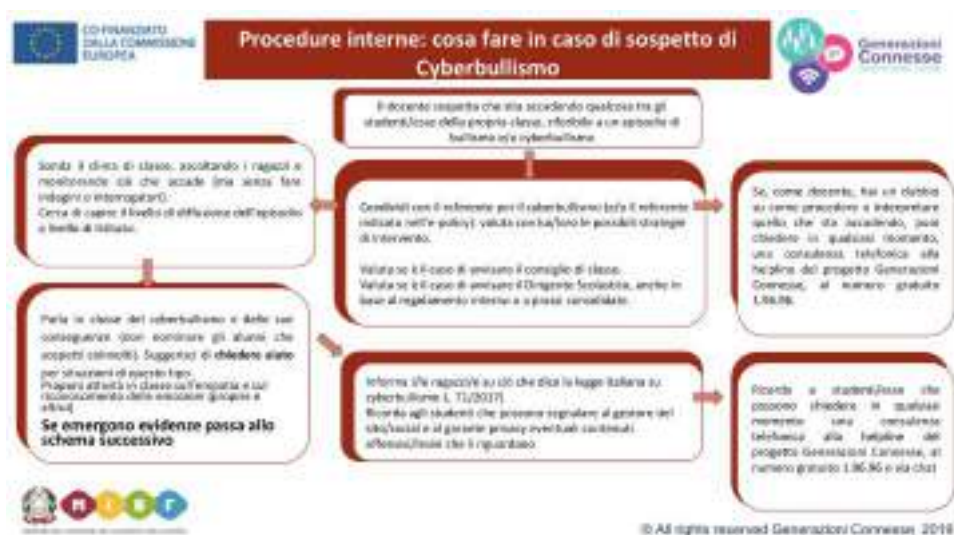 CO-FINANZIATO
DALLA COMMISSIONE
EUROPEA
Procedure interne: cosa fare in caso di sospetto di
Cyberbullismo
Generazioni
Connesse
Il docente sospetta che stia accadendo qualcosa tra gli
studenti/esse della propria classe, riferibile a un episodio di
bullismo e/o cyberbullismo
Sonda il clima di classe, ascoltando i ragazzi e
monitorando ciò che accade (ma senza fare
indagini o interrogatori).
Cerca di capire il livello di diffusione dell'episodio
a livello di Istituto.
Condividi con il referente per il cyberbullismo (e/o il referente
indicato nell'e-policy): valuta con lui/loro le possibili strategie
di intervento.
Valuta se è il caso di avvisare il consiglio di classe.
Valuta se è il caso di avvisare il Dirigente Scolastico, anche in
base al regolamento interno o a prassi consolidate.
Se, come docente, hai un dubbio
su come procedere o interpretare
quello che sta accadendo, puoi
chiedere in qualsiasi momento,
una consulenza telefonica alla
helpline del progetto Generazioni
Connesse, al numero gratuito
1.96.96.
Parla in classe del cyberbullismo e delle sue
conseguenze (non nominare gli alunni che
sospetti coinvolti). Suggerisci di chiedere aiuto
per situazioni di questo tipo.
Proponi attività in classe sull'empatia e sul
riconoscimento delle emozioni (proprie e
altrui)
Se emergono evidenze passa allo
schema successivo
Informa i/le ragazzi/e su ciò che dice la legge italiana su
cyberbullismo L. 71/2017)
Ricorda agli studenti che possono segnalare al gestore del
sito/social e al garante privacy eventuali contenuti
offensivi/lesivi che li riguardano
Ricorda a studenti/esse che
possono chiedere in qualsiasi
momento una consulenza
telefonica alla helpline del
progetto Generazioni Connesse, al
numero gratuito 1.96.96 o via chat
MIUR
© All rights reserved Generazioni Connesse 2018